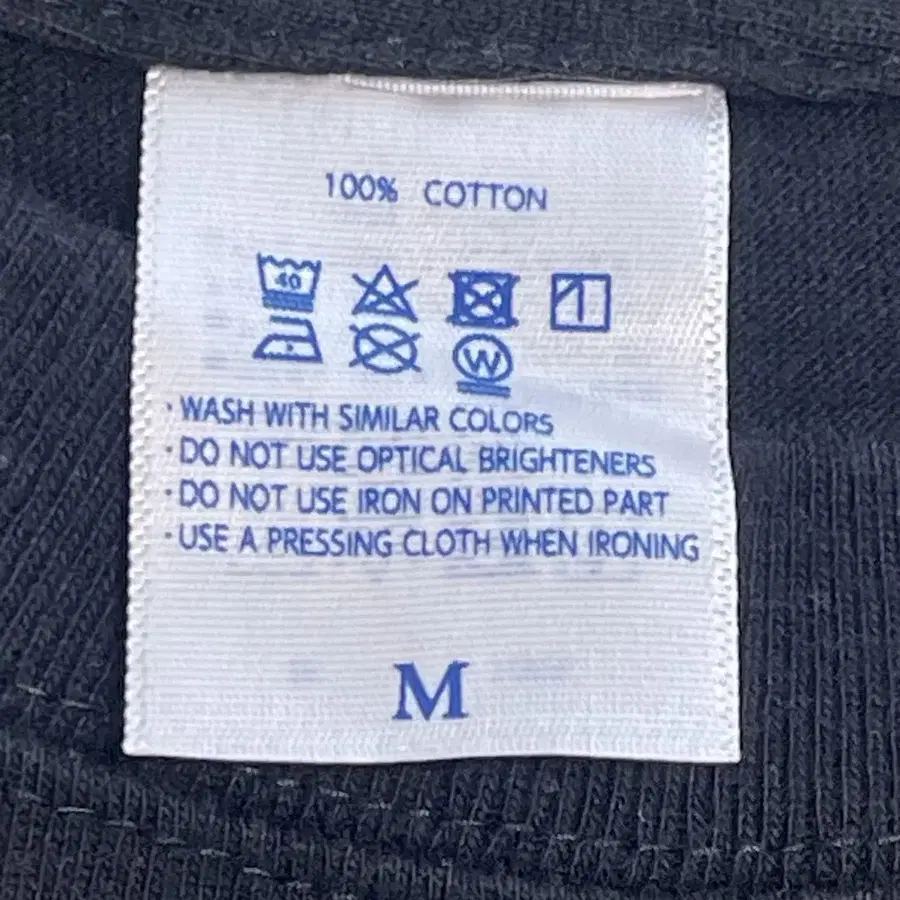 100% COTTON
40
W
· WASH WITH SIMILAR COLORS
· DO NOT USE OPTICAL BRIGHTENERS
· DO NOT USE IRON ON PRINTED PART
· USE A PRESSING CLOTH WHEN IRONING
M